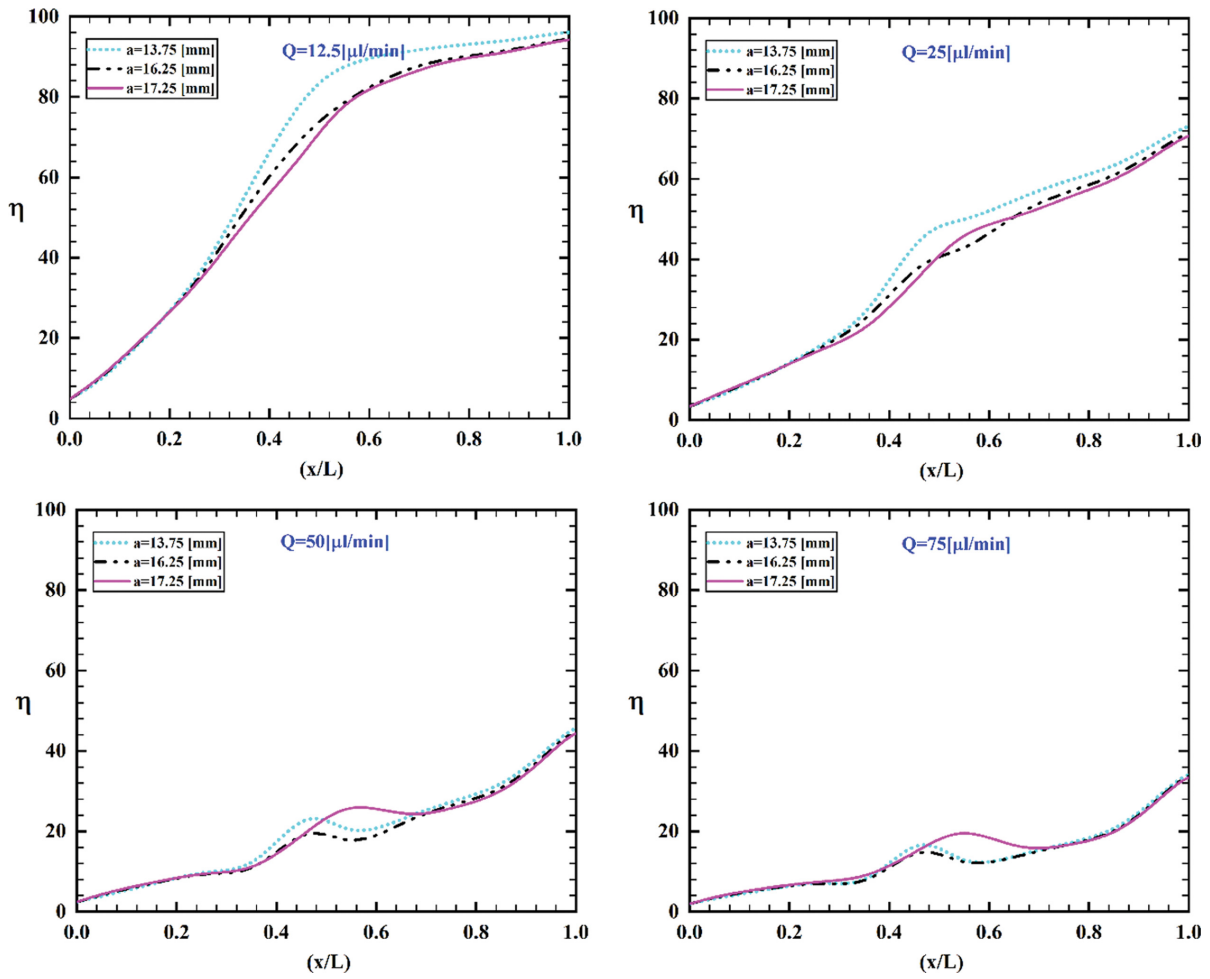 100
80
60
40
20
0
η
a=13.75 [mm]
a=16.25 [mm]
a=17.25 [mm]
Q=12.5[μl/min]
0.0 0.2 0.4 0.6 0.8 1.0
(x/L)
100
80
60
40
20
0
η
a=13.75 [mm]
a=16.25 [mm]
a=17.25 [mm]
Q=25[μl/min]
0.0 0.2 0.4 0.6 0.8 1.0
(x/L)
100
80
60
40
20
0
η
a=13.75 [mm]
a=16.25 [mm]
a=17.25 [mm]
Q=50[μl/min]
0.0 0.2 0.4 0.6 0.8 1.0
(x/L)
100
80
60
40
20
0
η
a=13.75 [mm]
a=16.25 [mm]
a=17.25 [mm]
Q=75[μl/min]
0.0 0.2 0.4 0.6 0.8 1.0
(x/L)